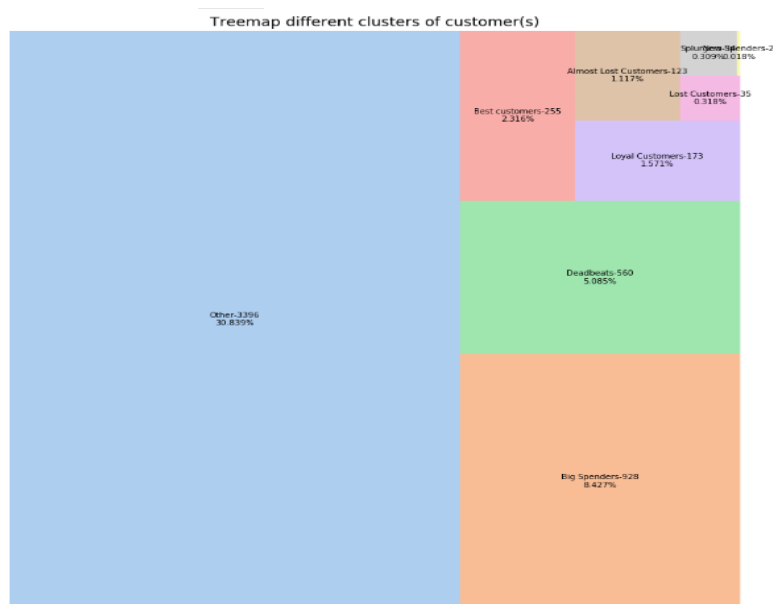 Treemap different clusters of customer(s)
Almost Lost Customers-123
1.117%
0.309%
0.018%
Lost Customers-35
0.318%
Best customers-255
2.316%
Loyal Customers-173
1.571%
Deadbeats-560
5.085%
Other-3396
30.839%
Big Spenders-928
8.427%